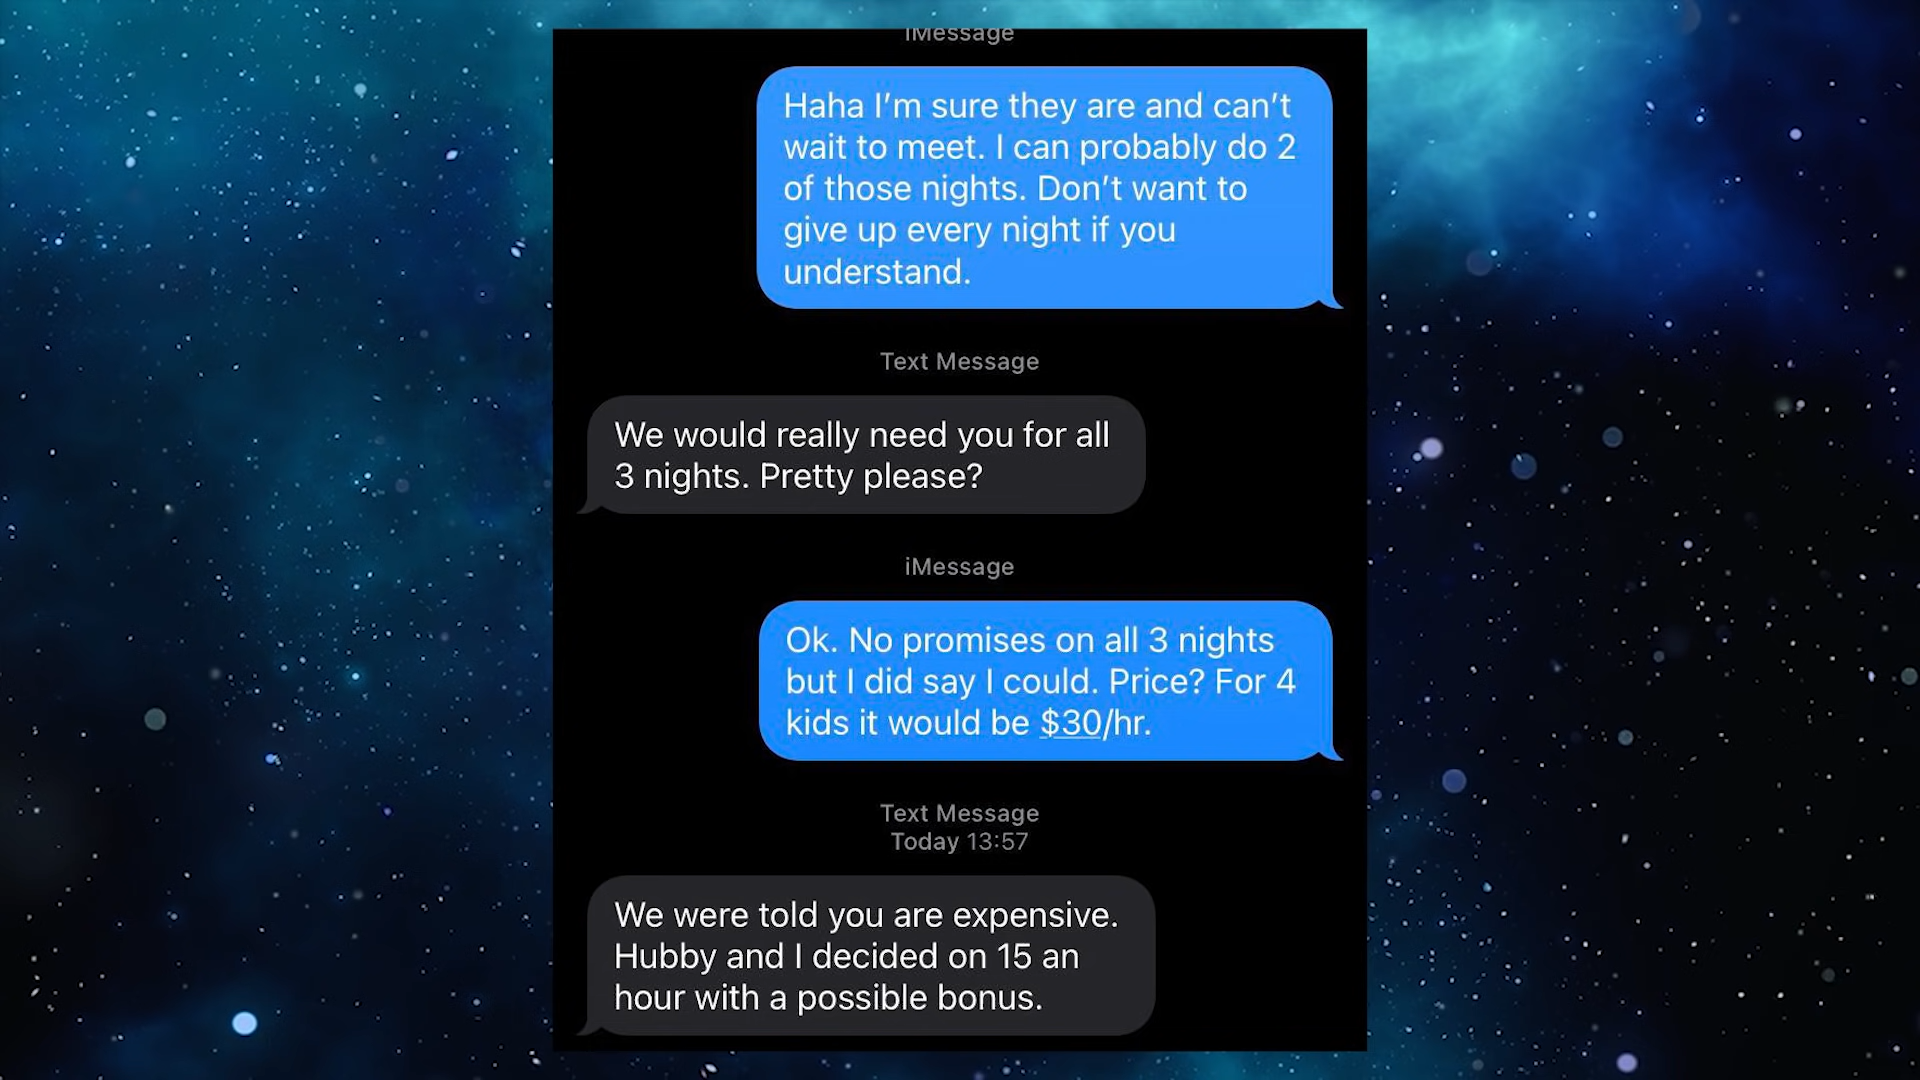 iMessage
Haha I’m sure they are and can’t
wait to meet. I can probably do 2
of those nights. Don’t want to
give up every night if you
understand.
Text Message
We would really need you for all
3 nights. Pretty please?
iMessage
Ok. No promises on all 3 nights
but I did say I could. Price? For 4
kids it would be $30/hr.
Text Message
Today 13:57
We were told you are expensive.
Hubby and I decided on 15 an
hour with a possible bonus.